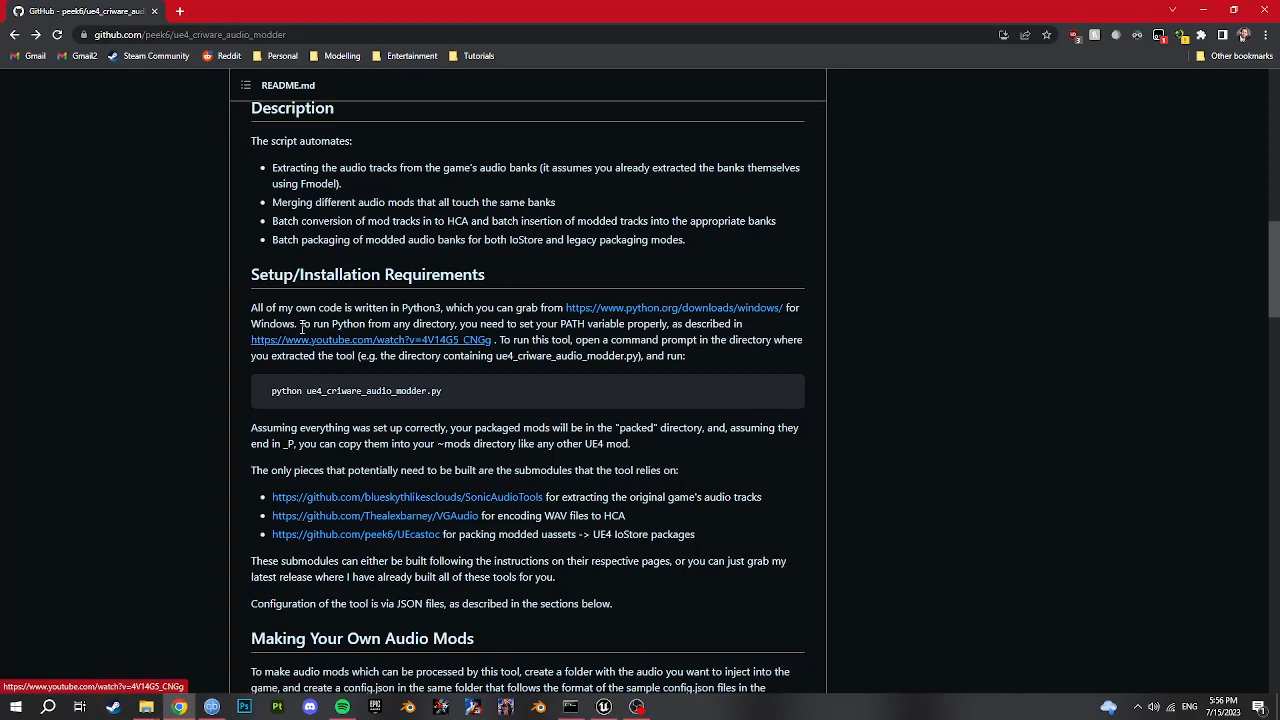 GitHub - peek6/ue4_criware_aud
github.com/peek6/ue4_criware_audio_modder
Gmail
Gmail2
Steam Community
Reddit
Personal
Modelling
Entertainment
Tutorials
Other bookmarks
README.md
Description
The script automates:
Extracting the audio tracks from the game's audio banks (it assumes you already extracted the banks themselves
using Fmodel).
Merging different audio mods that all touch the same banks
Batch conversion of mod tracks in to HCA and batch insertion of modded tracks into the appropriate banks
Batch packaging of modded audio banks for both IoStore and legacy packaging modes.
Setup/Installation Requirements
All of my own code is written in Python3, which you can grab from https://www.python.org/downloads/windows/ for
Windows. To run Python from any directory, you need to set your PATH variable properly, as described in
https://www.youtube.com/watch?v=4V14G5_CNGg . To run this tool, open a command prompt in the directory where
you extracted the tool (e.g. the directory containing ue4_criware_audio_modder.py), and run:
python ue4_criware_audio_modder.py
Assuming everything was set up correctly, your packaged mods will be in the "packed" directory, and, assuming they
end in _P, you can copy them into your ~mods directory like any other UE4 mod.
The only pieces that potentially need to be built are the submodules that the tool relies on:
https://github.com/blueskythlikesclouds/SonicAudioTools for extracting the original game's audio tracks
https://github.com/Thealexbarney/VGAudio for encoding WAV files to HCA
https://github.com/peek6/UEcastoc for packing modded uassets -> UE4 IoStore packages
These submodules can either be built following the instructions on their respective pages, or you can just grab my
latest release where I have already built all of these tools for you.
Configuration of the tool is via JSON files, as described in the sections below.
Making Your Own Audio Mods
To make audio mods which can be processed by this tool, create a folder with the audio you want to inject into the
game, and create a config.json in the same folder that follows the format of the sample config.json files in the
https://www.youtube.com/watch?v=4V14G5_CNGg
Ps
Pt
EPIC
ENG
5:56 PM
7/15/2023